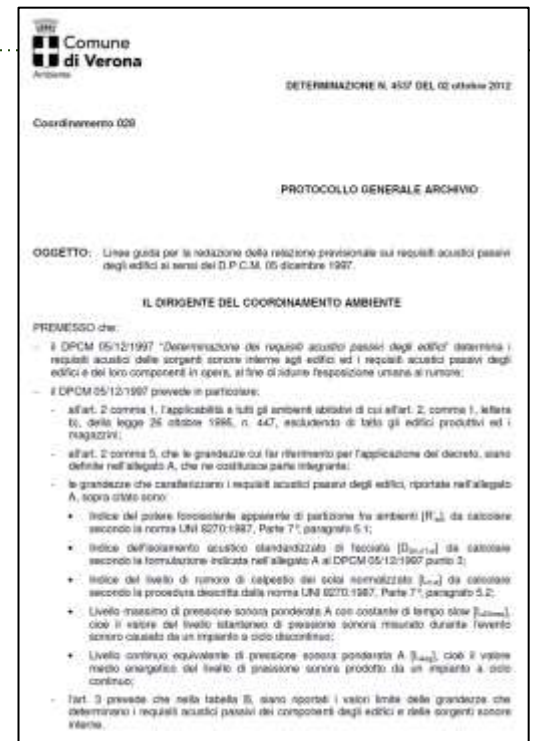 Comune
di Verona
Ambiente
DETERMINAZIONE N. 4537 DEL 02 ottobre 2012
Coordinamento 028
PROTOCOLLO GENERALE ARCHIVIO
OGGETTO: Linee guida per la redazione della relazione previsionale sui requisiti acustici passivi
degli edifici ai sensi del D.P.C.M. 05 dicembre 1997.
IL DIRIGENTE DEL COORDINAMENTO AMBIENTE
PREMESSO che:
- il DPCM 05/12/1997 "Determinazione dei requisiti acustici passivi degli edifici" determina i
requisiti acustici delle sorgenti sonore interne agli edifici ed i requisiti acustici passivi degli
edifici e dei loro componenti in opera, al fine di ridurre l'esposizione umana al rumore;
- il DPCM 05/12/1997 prevede in particolare:
- all'art. 2 comma 1, l'applicabilità a tutti gli ambienti abitativi di cui all'art. 2, comma 1, lettera
b), della legge 26 ottobre 1995, n. 447, escludendo di fatto gli edifici produttivi ed i
magazzini;
- all'art. 2 comma 5, che le grandezze cui far riferimento per l'applicazione del decreto, siano
definite nell'allegato A, che ne costituisce parte integrante;
- le grandezze che caratterizzano i requisiti acustici passivi degli edifici, riportate nell'allegato
A, sopra citato sono:
• Indice del potere fonoisolante apparente di partizione fra ambienti [R'w], da calcolare
secondo la norma UNI 8270:1987, Parte 7^, paragrafo 5.1;
• Indice dell'isolamento acustico standardizzato di facciata [D2m,nT,w] da calcolare
secondo la formulazione indicata nell'allegato A al DPCM 05/12/1997 punto 3;
• Indice del livello di rumore di calpestio dei solai normalizzato [Ln,w] da calcolare
secondo la procedura descritta dalla norma UNI 8270:1987, Parte 7^, paragrafo 5.2;
• Livello massimo di pressione sonora ponderata A con costante di tempo slow [LASmax],
cioè il valore del livello istantaneo di pressione sonora misurato durante l'evento
sonoro causato da un impianto a ciclo discontinuo;
• Livello continuo equivalente di pressione sonora ponderata A [LAeq], cioè il valore
medio energetico del livello di pressione sonora prodotto da un impianto a ciclo
continuo;
- l'art. 3 prevede che nella tabella B, siano riportati i valori limite delle grandezze che
determinano i requisiti acustici passivi dei componenti degli edifici e delle sorgenti sonore
interne.